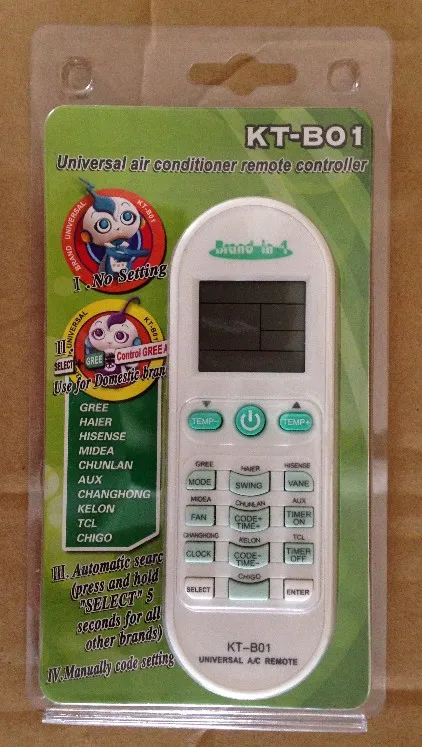 KT-B01
Universal air conditioner remote controller
BRAND UNIVERSAL KT-B01
I .No Setting
UNIVERSAL KT-B01
II.
SELECT GREE Control GREE A
Use for Domestic bran
GREE
HAIER
HISENSE
MIDEA
CHUNLAN
AUX
CHANGHONG
KELON
TCL
CHIGO
III. Automatic searc
(press and hold
"SELECT" 5
seconds for all
other brands)
IV.Manually code setting
Brand in 1
TEMP- TEMP+
GREE HAIER HISENSE
MODE SWING VANE
MIDEA CHUNLAN AUX
FAN CODE+ TIME+ TIMER ON
CHANGHONG KELON TCL
CLOCK CODE- TIME- TIMER OFF
CHIGO
SELECT ENTER
KT-B01
UNIVERSAL A/C REMOTE